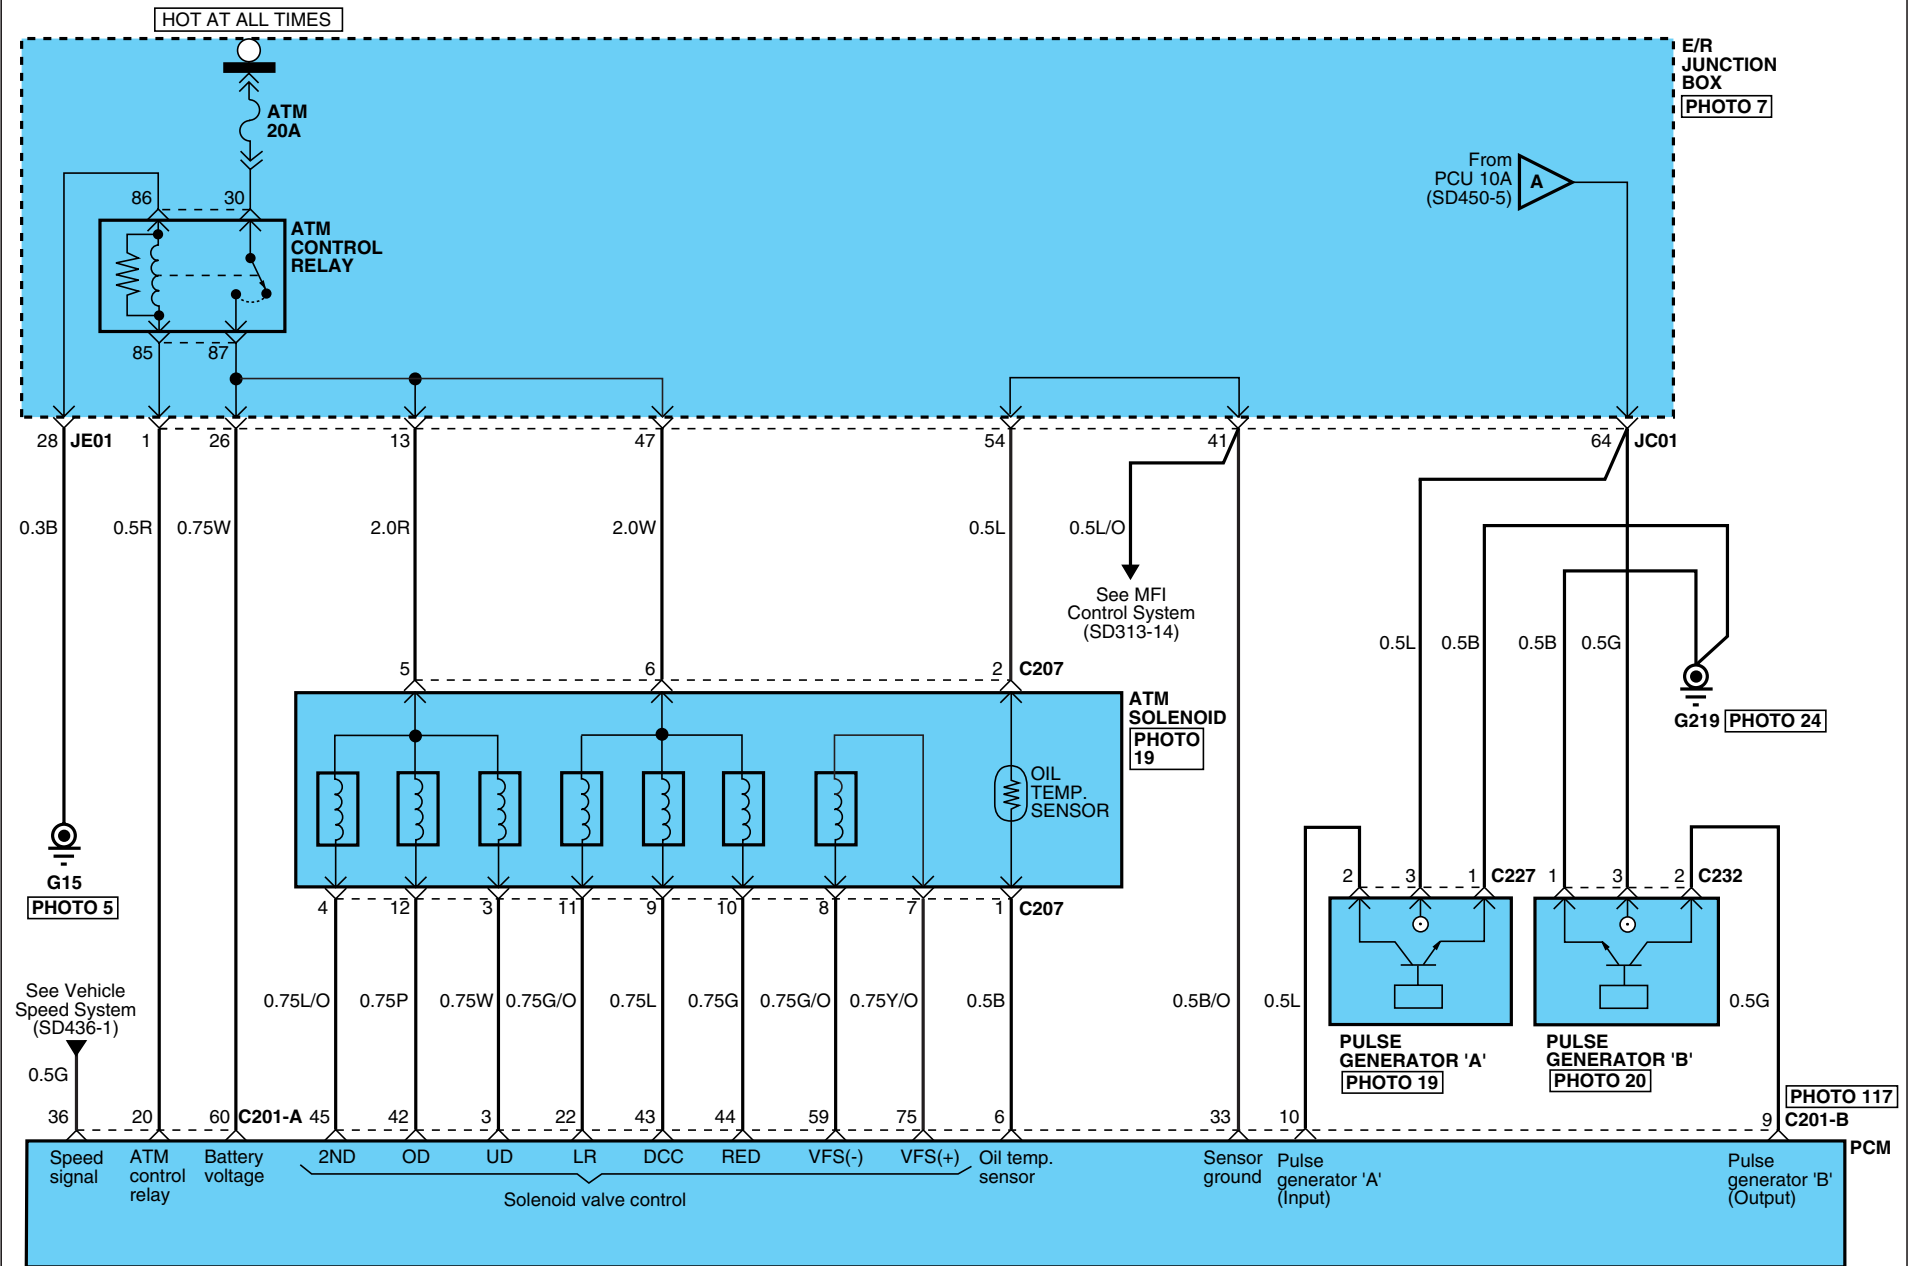 HOT AT ALL TIMES
E/R
JUNCTION
BOX
PHOTO 7
ATM
20A
From
PCU 10A
(SD450-5)
A
86 30
ATM
CONTROL
RELAY
85 87
28 JE01 1 26 13 47 54 41 64 JC01
0.3B 0.5R 0.75W 2.0R 2.0W 0.5L 0.5L/O
See MFI
Control System
(SD313-14)
0.5L 0.5B 0.5B 0.5G
5 6 2 C207
ATM
SOLENOID
PHOTO
19
G219 PHOTO 24
OIL
TEMP.
SENSOR
G15
PHOTO 5
2 3 1 C227 1 3 2 C232
4 12 3 11 9 10 8 7 1 C207
See Vehicle
Speed System
(SD436-1)
0.75L/O 0.75P 0.75W 0.75G/O 0.75L 0.75G 0.75G/O 0.75Y/O 0.5B 0.5B/O 0.5L 0.5G
PULSE
GENERATOR 'A'
PHOTO 19
PULSE
GENERATOR 'B'
PHOTO 20
0.5G
PHOTO 117
36 20 60 C201-A 45 42 3 22 43 44 59 75 6 33 10 9 C201-B
PCM
Speed
signal
ATM
control
relay
Battery
voltage
2ND OD UD LR DCC RED VFS(-) VFS(+)
Solenoid valve control
Oil temp.
sensor
Sensor
ground
Pulse
generator 'A'
(Input)
Pulse
generator 'B'
(Output)